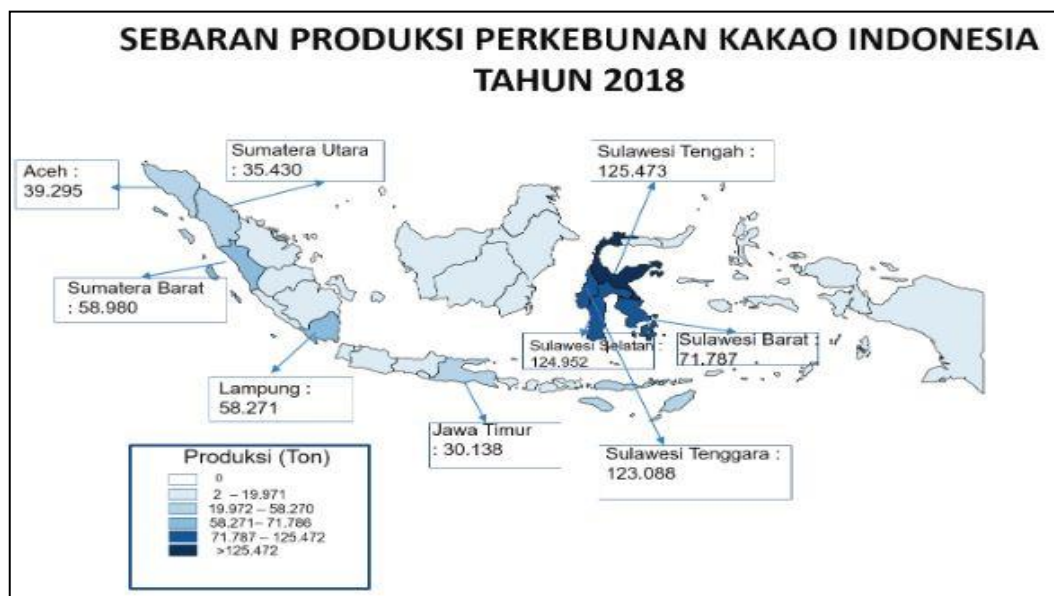 SEBARAN PRODUKSI PERKEBUNAN KAKAO INDONESIA
TAHUN 2018
Aceh :
39.295
Sumatera Utara
: 35.430
Sulawesi Tengah :
125.473
Sumatera Barat
: 58.980
Sulawesi Selatan :
124.952
Sulawesi Barat :
71.787
Lampung :
58.271
Jawa Timur
: 30.138
Sulawesi Tenggara :
123.088
Produksi (Ton)
0
2 – 19.971
19.972 – 58.270
58.271– 71.786
71.787 – 125.472
>125.472